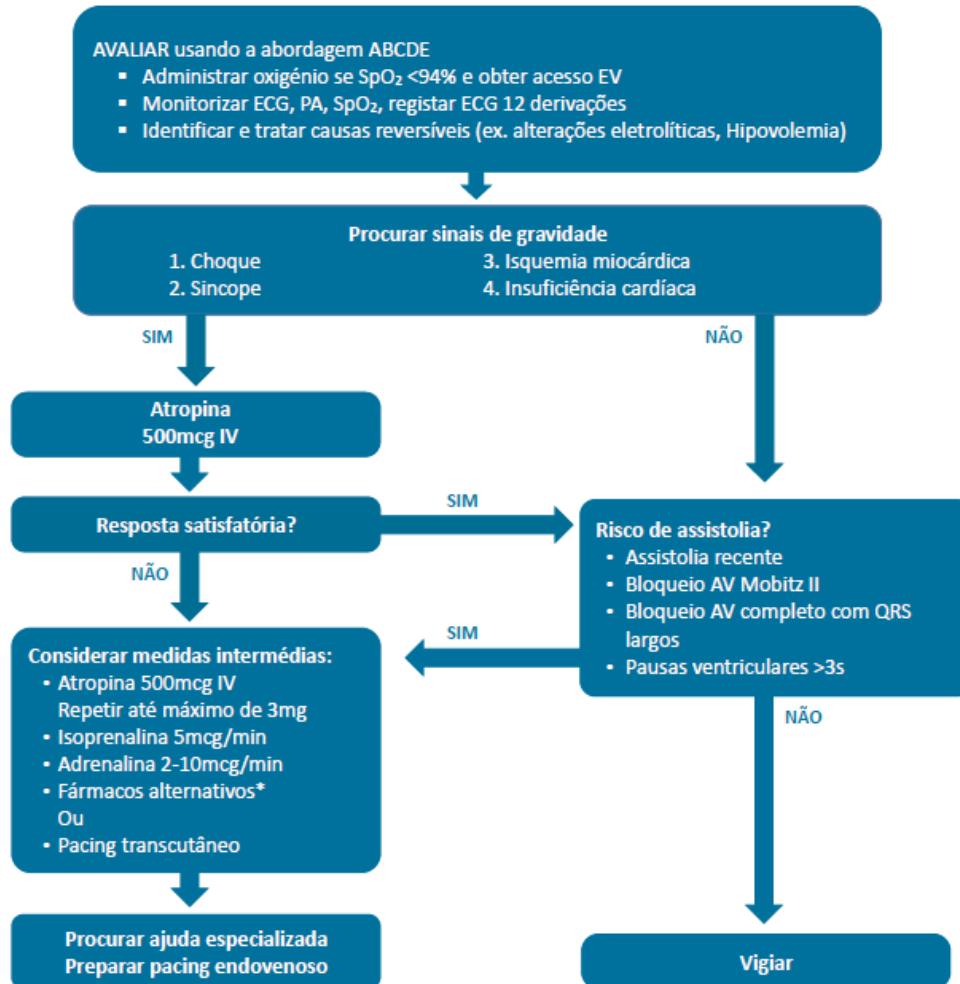 AVALIAR usando a abordagem ABCDE
▪ Administrar oxigénio se SpO₂ <94% e obter acesso EV
▪ Monitorizar ECG, PA, SpO₂, registar ECG 12 derivações
▪ Identificar e tratar causas reversíveis (ex. alterações eletrolíticas, Hipovolemia)
Procurar sinais de gravidade
1. Choque
2. Sincope
3. Isquemia miocárdica
4. Insuficiência cardíaca
SIM
NÃO
Atropina
500mcg IV
Resposta satisfatória?
SIM
NÃO
Risco de assistolia?
• Assistolia recente
• Bloqueio AV Mobitz II
• Bloqueio AV completo com QRS
largos
• Pausas ventriculares >3s
SIM
NÃO
Considerar medidas intermédias:
• Atropina 500mcg IV
Repetir até máximo de 3mg
• Isoprenalina 5mcg/min
• Adrenalina 2-10mcg/min
• Fármacos alternativos*
Ou
• Pacing transcutâneo
Procurar ajuda especializada
Preparar pacing endovenoso
Vigiar